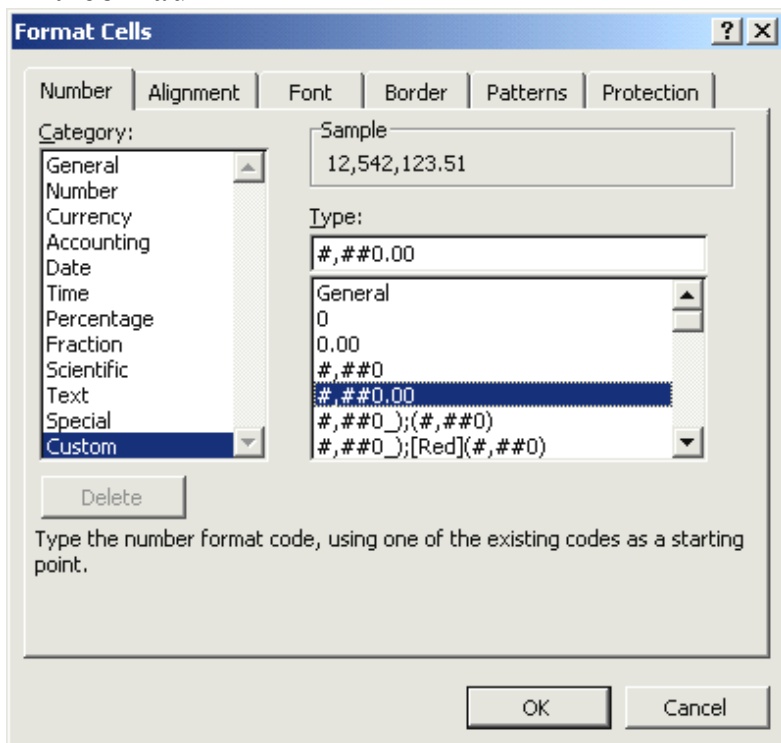 Format Cells
Number Alignment Font Border Patterns Protection
Category:
General
Number
Currency
Accounting
Date
Time
Percentage
Fraction
Scientific
Text
Special
Custom
Sample
12,542,123.51
Type:
#,##0.00
General
0
0.00
#,##0
#,##0.00
#,##0_);(#,##0)
#,##0_);[Red](#,##0)
Delete
Type the number format code, using one of the existing codes as a starting
point.
OK Cancel